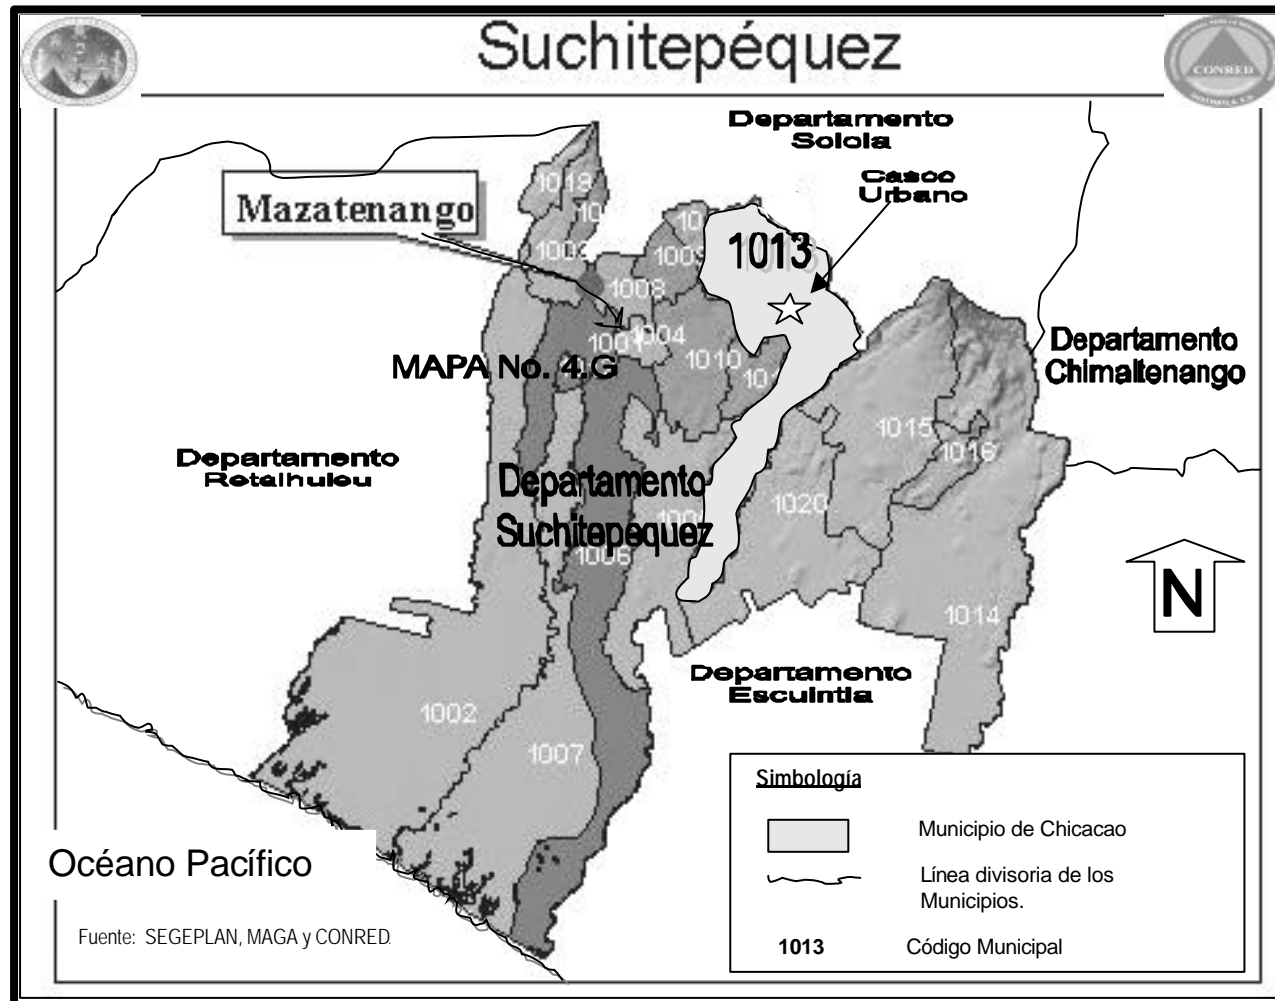 Suchitepéquez
CONRED
Departamento
Solola
Casco
Urbano
Mazatenango
1013
1008
1004
1001
1010
MAPA No. 4.G
Departamento
Chimaltenango
1015
1016
Departamento
Retalhuleu
Departamento
Suchitepequez
1020
1006
N
1014
Departamento
Escuintla
1002
1007
Simbología
Municipio de Chicacao
Línea divisoria de los
Municipios.
1013 Código Municipal
Océano Pacífico
Fuente: SEGEPLAN, MAGA y CONRED.